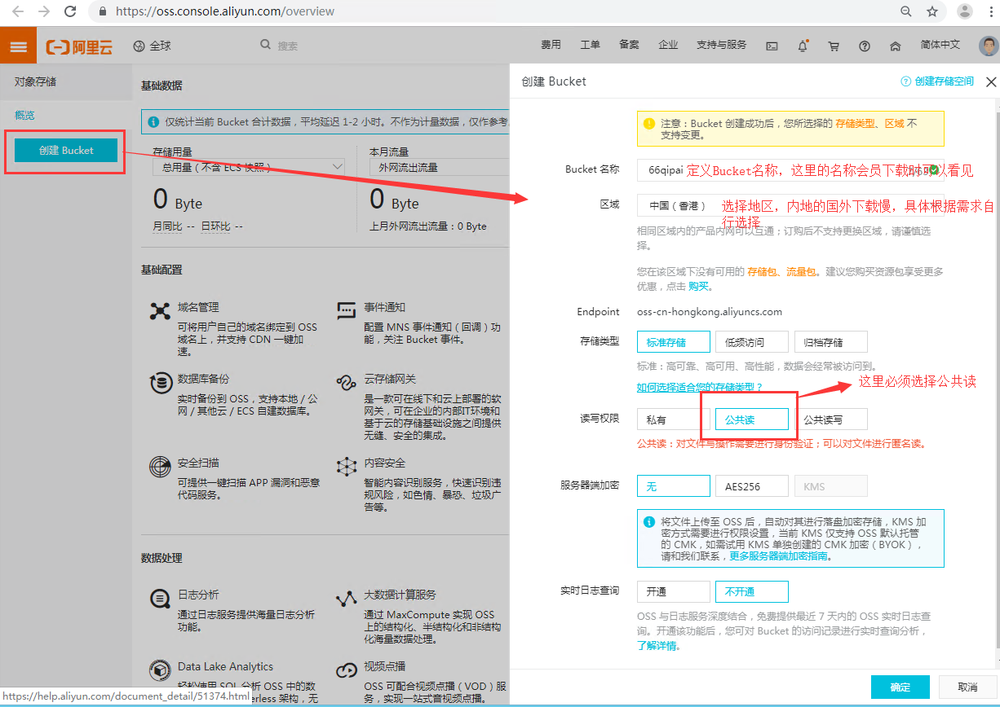 https://oss.console.aliyun.com/overview
阿里云
全球
搜索
费用
工单
备案
企业
支持与服务
简体中文
对象存储
概览
创建 Bucket
基础数据
仅统计当前 Bucket 合计数据，平均延迟 1-2 小时。不作为计量数据，仅作参考
存储用量
总用量（不含 ECS 快照）
0 Byte
月同比 -- 日环比 --
本月流量
外网流出流量
0 Byte
上月外网流出流量：0 Byte
基础配置
域名管理
可将用户自己的域名绑定到 OSS
域名上，并支持 CDN 一键加
速。
事件通知
配置 MNS 事件通知（回调）功
能，关注 Bucket 事件。
数据库备份
实时备份到 OSS，支持本地 / 公
网 / 其他云 / ECS 自建数据库。
云存储网关
是一款可在线下和云上部署的软
网关，可在企业的内部IT环境和
基于云的存储基础设施之间提供
无缝、安全的集成。
安全扫描
可提供一键扫描 APP 漏洞和恶意
代码服务。
内容安全
智能内容识别服务，快速识别违
规风险，如色情、暴恐、垃圾广
告等。
数据处理
日志分析
通过日志服务提供海量日志分析
功能。
大数据计算服务
通过 MaxCompute 实现 OSS
上的结构化、半结构化和非结构
化海量数据处理。
Data Lake Analytics
轻松使用 SQL 分析 OSS 中的数
erless 架构，无
视频点播
OSS 可配合视频点播（VOD）服
务，实现一站式音视频点播。
https://help.aliyun.com/document_detail/51374.html
创建 Bucket
创建存储空间
注意：Bucket 创建成功后，您所选择的 存储类型、区域 不
支持变更。
Bucket 名称
66qipai
定义Bucket名称，这里的名称会员下载时可以看见
区域
中国（香港）
选择地区，内地的国外下载慢，具体根据需求自
行选择
相同区域内的产品内网可以互通；订购后不支持更换区域，请谨慎选
择。
您在该区域下没有可用的 存储包、流量包。建议您购买资源包享受更多
优惠，点击 购买。
Endpoint
oss-cn-hongkong.aliyuncs.com
存储类型
标准存储
低频访问
归档存储
标准：高可靠、高可用、高性能，数据会经常被访问到。
如何选择适合您的存储类型？
这里必须选择公共读
读写权限
私有
公共读
公共读写
公共读：对文件写操作需要进行身份验证；可以对文件进行匿名读。
服务器端加密
无
AES256
KMS
将文件上传至 OSS 后，自动对其进行落盘加密存储，KMS 加
密方式需要进行权限设置，当前 KMS 仅支持 OSS 默认托管
的 CMK，如需试用 KMS 单独创建的 CMK 加密（BYOK），
请和我们联系，更多服务器端加密指南。
实时日志查询
开通
不开通
OSS 与日志服务深度结合，免费提供最近 7 天内的 OSS 实时日志查
询。开通该功能后，您可对 Bucket 的访问记录进行实时查询分析，
了解详情。
确定
取消